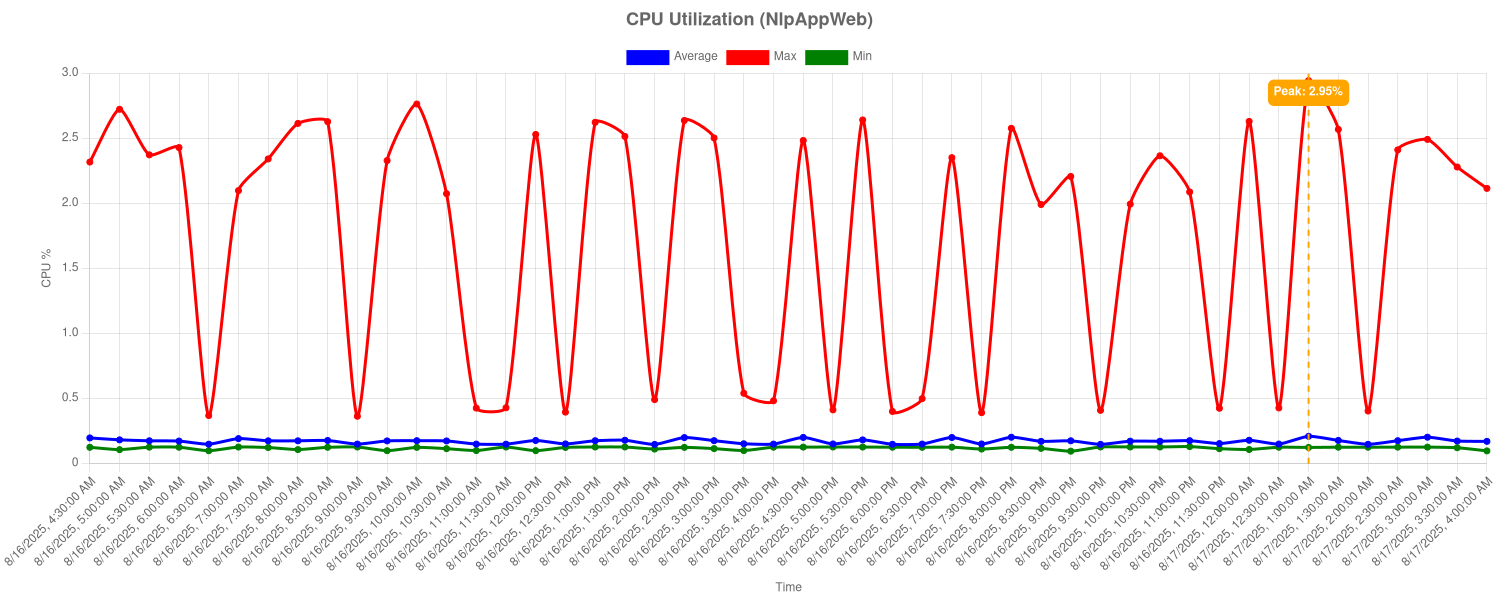 CPU Utilization (NlpAppWeb)
Average Max Min
3.0
2.5
2.0
1.5
1.0
0.5
0
CPU %
Peak: 2.95%
8/16/2025, 4:30:00 AM
8/16/2025, 5:00:00 AM
8/16/2025, 5:30:00 AM
8/16/2025, 6:00:00 AM
8/16/2025, 6:30:00 AM
8/16/2025, 7:00:00 AM
8/16/2025, 7:30:00 AM
8/16/2025, 8:00:00 AM
8/16/2025, 8:30:00 AM
8/16/2025, 9:00:00 AM
8/16/2025, 9:30:00 AM
8/16/2025, 10:00:00 AM
8/16/2025, 10:30:00 AM
8/16/2025, 11:00:00 AM
8/16/2025, 11:30:00 AM
8/16/2025, 12:00:00 PM
8/16/2025, 12:30:00 PM
8/16/2025, 1:00:00 PM
8/16/2025, 1:30:00 PM
8/16/2025, 2:00:00 PM
8/16/2025, 2:30:00 PM
8/16/2025, 3:00:00 PM
8/16/2025, 3:30:00 PM
8/16/2025, 4:00:00 PM
8/16/2025, 4:30:00 PM
8/16/2025, 5:00:00 PM
8/16/2025, 5:30:00 PM
8/16/2025, 6:00:00 PM
8/16/2025, 6:30:00 PM
8/16/2025, 7:00:00 PM
8/16/2025, 7:30:00 PM
8/16/2025, 8:00:00 PM
8/16/2025, 8:30:00 PM
8/16/2025, 9:00:00 PM
8/16/2025, 9:30:00 PM
8/16/2025, 10:00:00 PM
8/16/2025, 10:30:00 PM
8/16/2025, 11:00:00 PM
8/16/2025, 11:30:00 PM
8/17/2025, 12:00:00 AM
8/17/2025, 12:30:00 AM
8/17/2025, 1:00:00 AM
8/17/2025, 1:30:00 AM
8/17/2025, 2:00:00 AM
8/17/2025, 2:30:00 AM
8/17/2025, 3:00:00 AM
8/17/2025, 3:30:00 AM
8/17/2025, 4:00:00 AM
Time